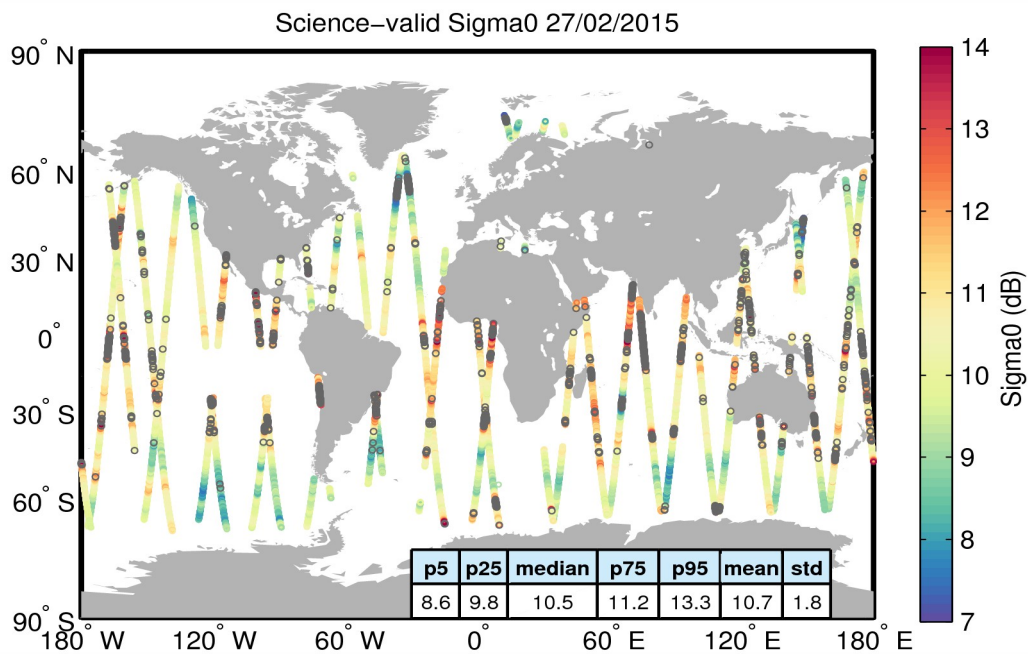 Science−valid Sigma0 27/02/2015
90° N
60° N
30° N
0°
30° S
60° S
90° S
180° W
120° W
60° W
0°
60° E
120° E
180° E
p5 p25 median p75 p95 mean std
8.6 9.8 10.5 11.2 13.3 10.7 1.8
14
13
12
11
10
9
8
7
Sigma0 (dB)